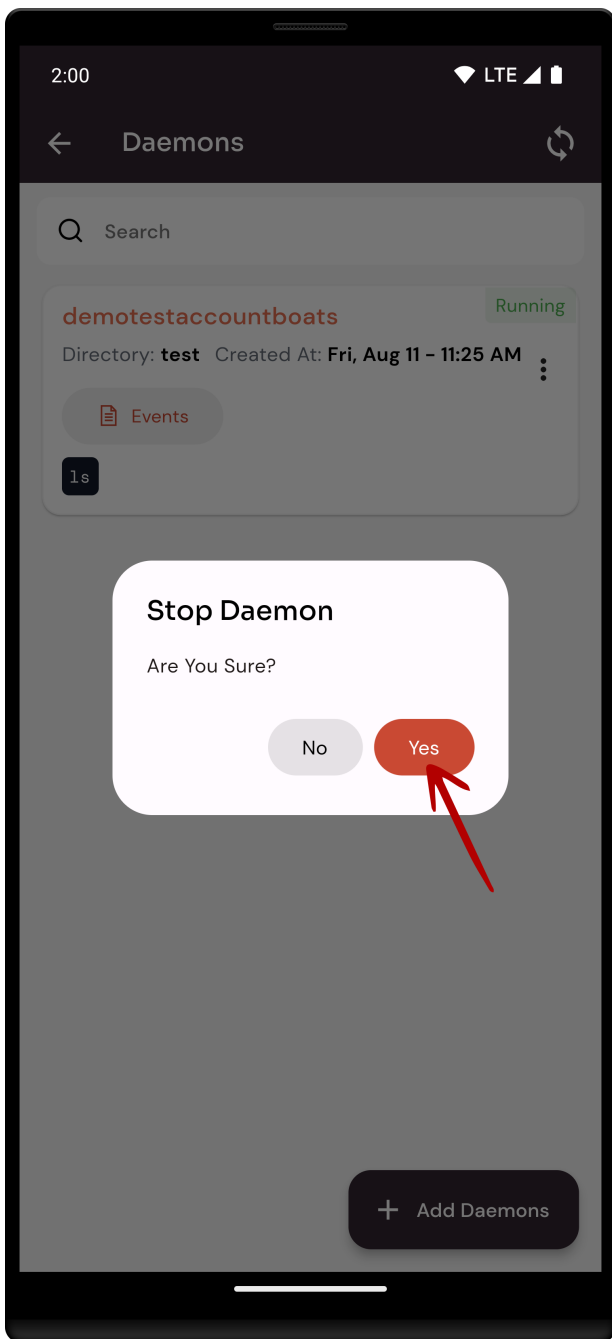 2:00 LTE
Daemons
Search
Running
demotestaccountboats
Directory: test Created At: Fri, Aug 11 - 11:25 AM
Events
ls
Stop Daemon
Are You Sure?
No Yes
+ Add Daemons